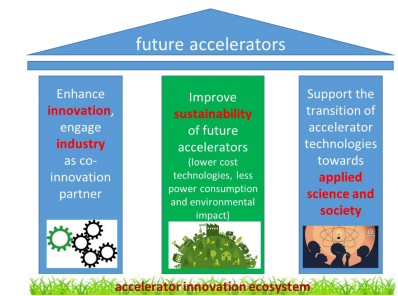 future accelerators
Enhance
innovation,
engage
industry
as co-
innovation
partner
Improve
sustainability
of future
accelerators
(lower cost
technologies, less
power consumption
and environmental
impact)
Support the
transition of
accelerator
technologies
towards
applied
science and
society
accelerator innovation ecosystem